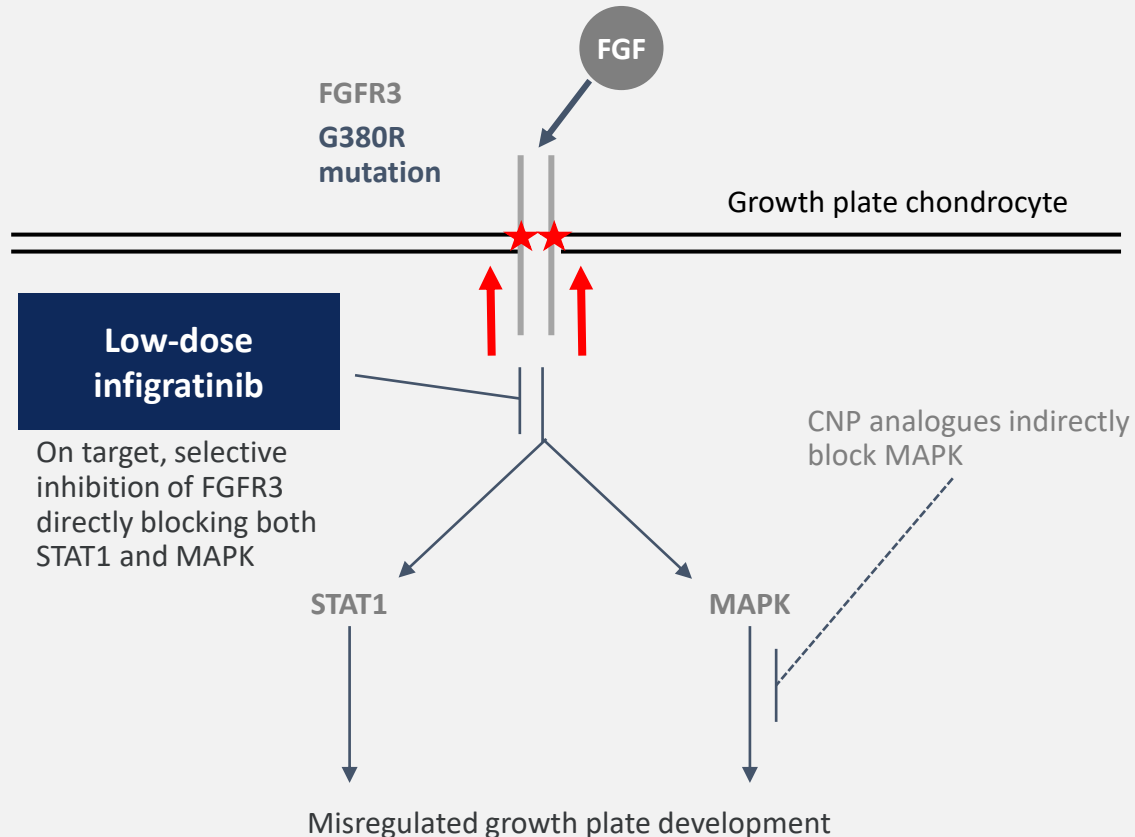 FGF
FGFR3
G380R
mutation
Growth plate chondrocyte
Low-dose
infigratinib
On target, selective
inhibition of FGFR3
directly blocking both
STAT1 and MAPK
CNP analogues indirectly
block MAPK
STAT1
MAPK
Misregulated growth plate development